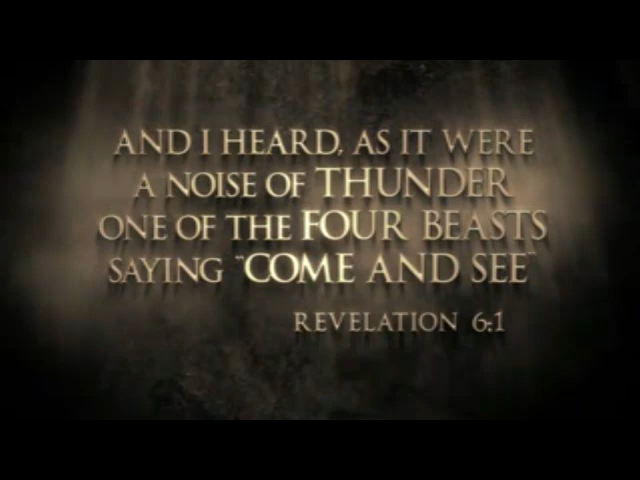 AND I HEARD, AS IT WERE
A NOISE OF THUNDER
ONE OF THE FOUR BEASTS
SAYING "COME AND SEE"
REVELATION 6:1